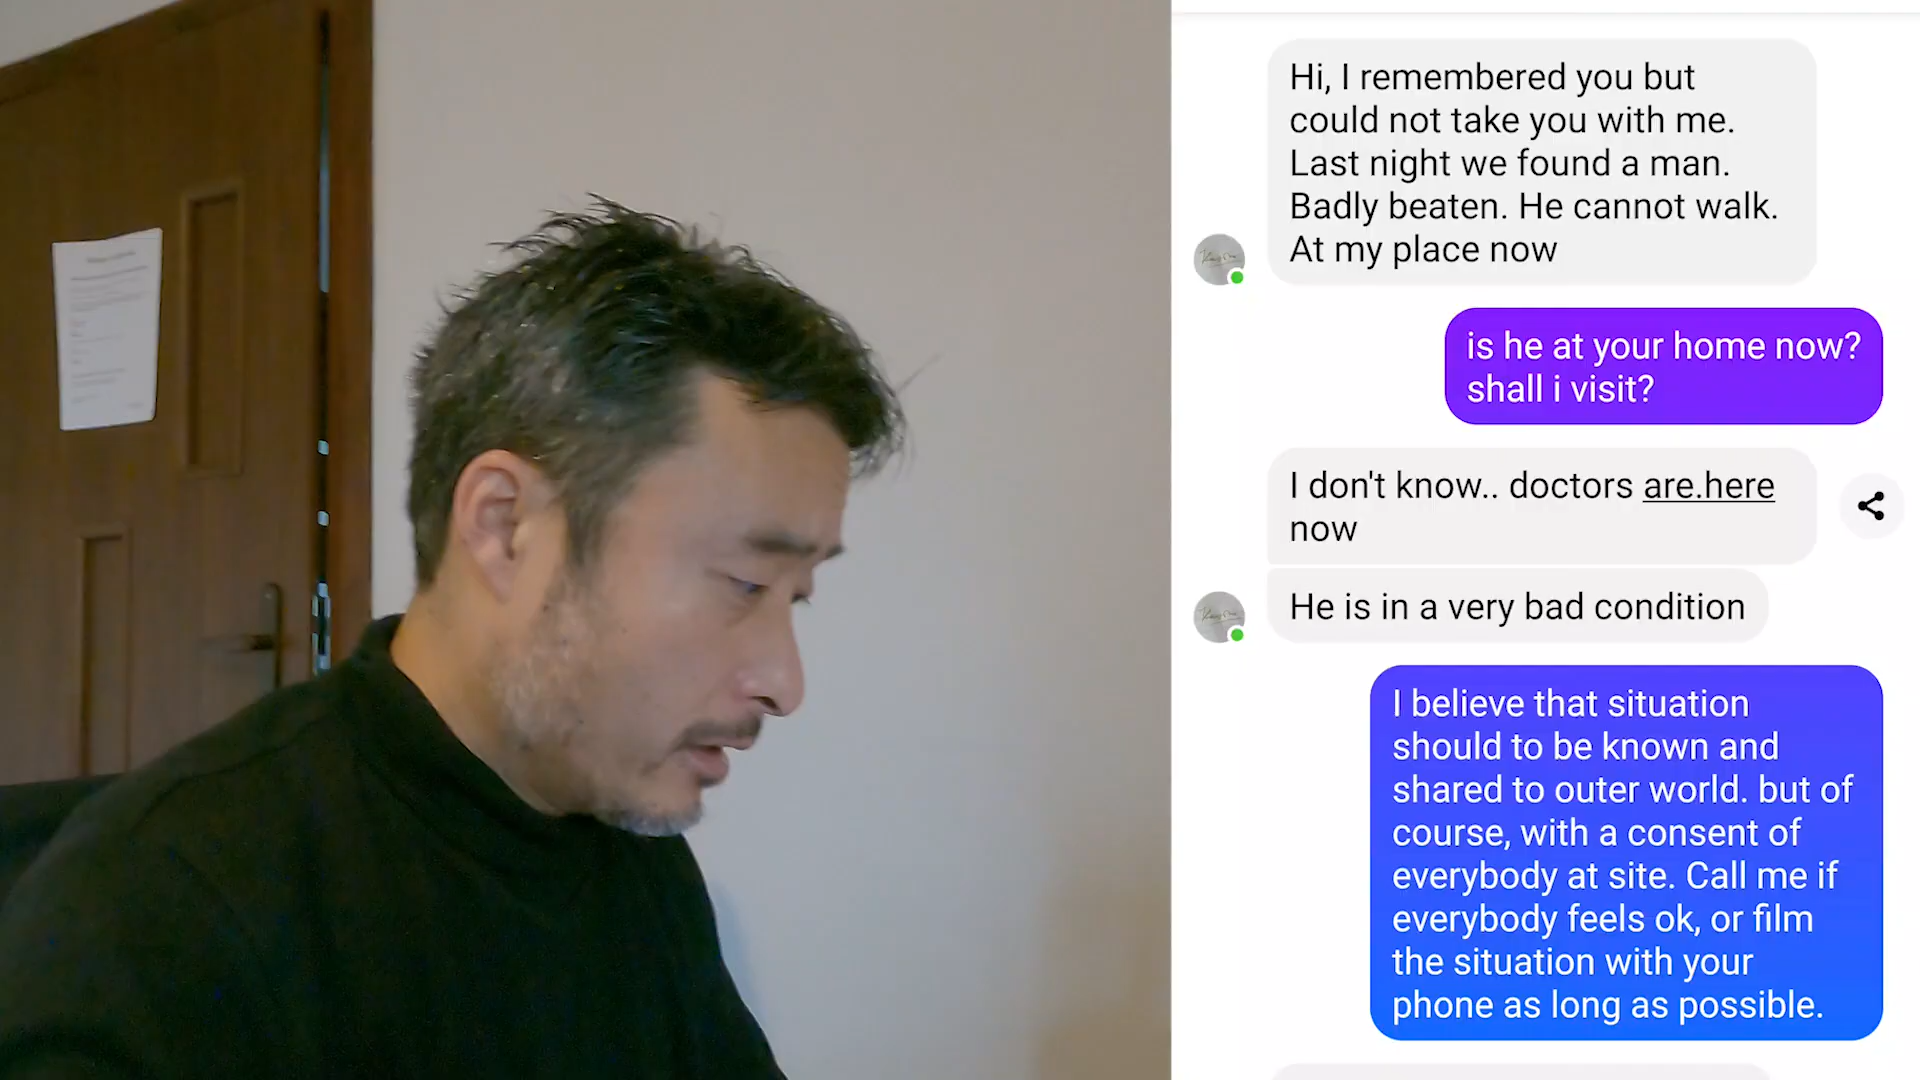 Hi, I remembered you but
could not take you with me.
Last night we found a man.
Badly beaten. He cannot walk.
At my place now
is he at your home now?
shall i visit?
I don't know.. doctors are.here
now
He is in a very bad condition
I believe that situation
should to be known and
shared to outer world. but of
course, with a consent of
everybody at site. Call me if
everybody feels ok, or film
the situation with your
phone as long as possible.